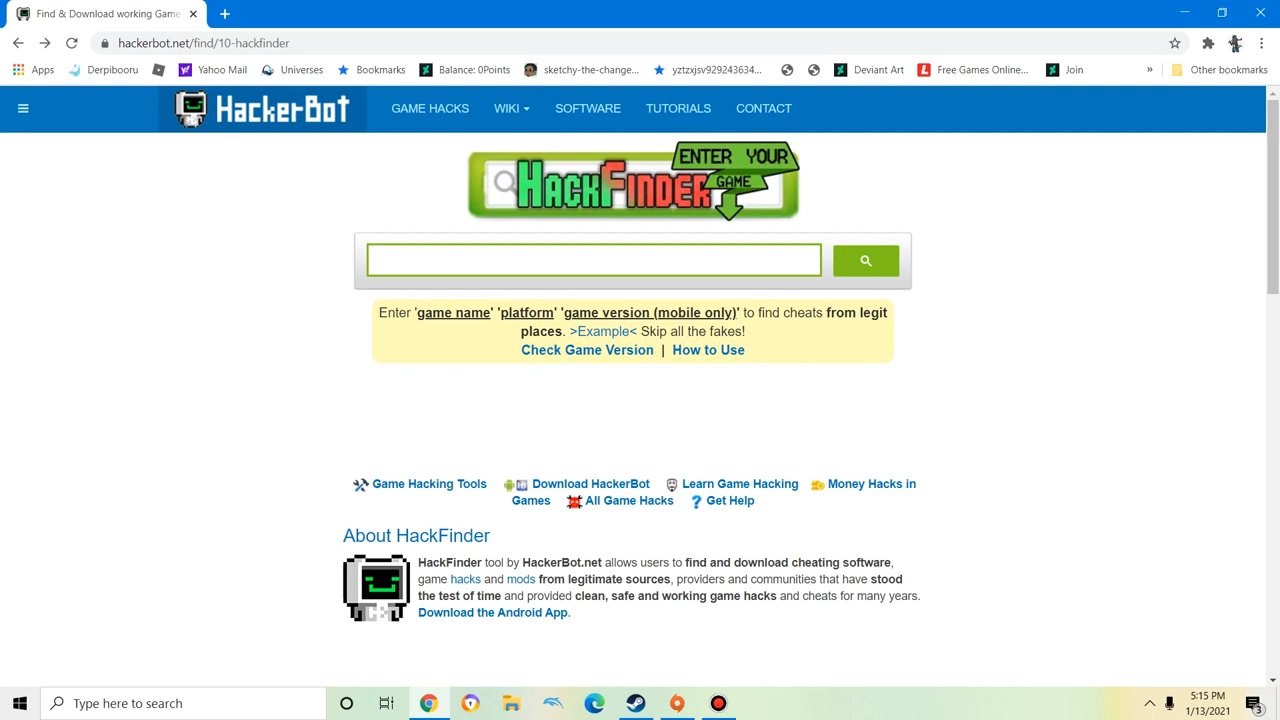 Find & Download working Game
hackerbot.net/find/10-hackfinder
Apps Derpibooru Yahoo Mail Universes Bookmarks Balance: 0Points sketchy-the-change... yztzxjsv929243634... Deviant Art Free Games Online... Join » Other bookmarks
HackerBot GAME HACKS WIKI SOFTWARE TUTORIALS CONTACT
ENTER YOUR
HackFinder GAME
Enter 'game name' 'platform' 'game version (mobile only)' to find cheats from legit
places. >Example< Skip all the fakes!
Check Game Version | How to Use
Game Hacking Tools Download HackerBot Learn Game Hacking Money Hacks in
Games All Game Hacks Get Help
About HackFinder
HackFinder tool by HackerBot.net allows users to find and download cheating software,
game hacks and mods from legitimate sources, providers and communities that have stood
the test of time and provided clean, safe and working game hacks and cheats for many years.
Download the Android App.
Type here to search
5:15 PM
1/13/2021
3